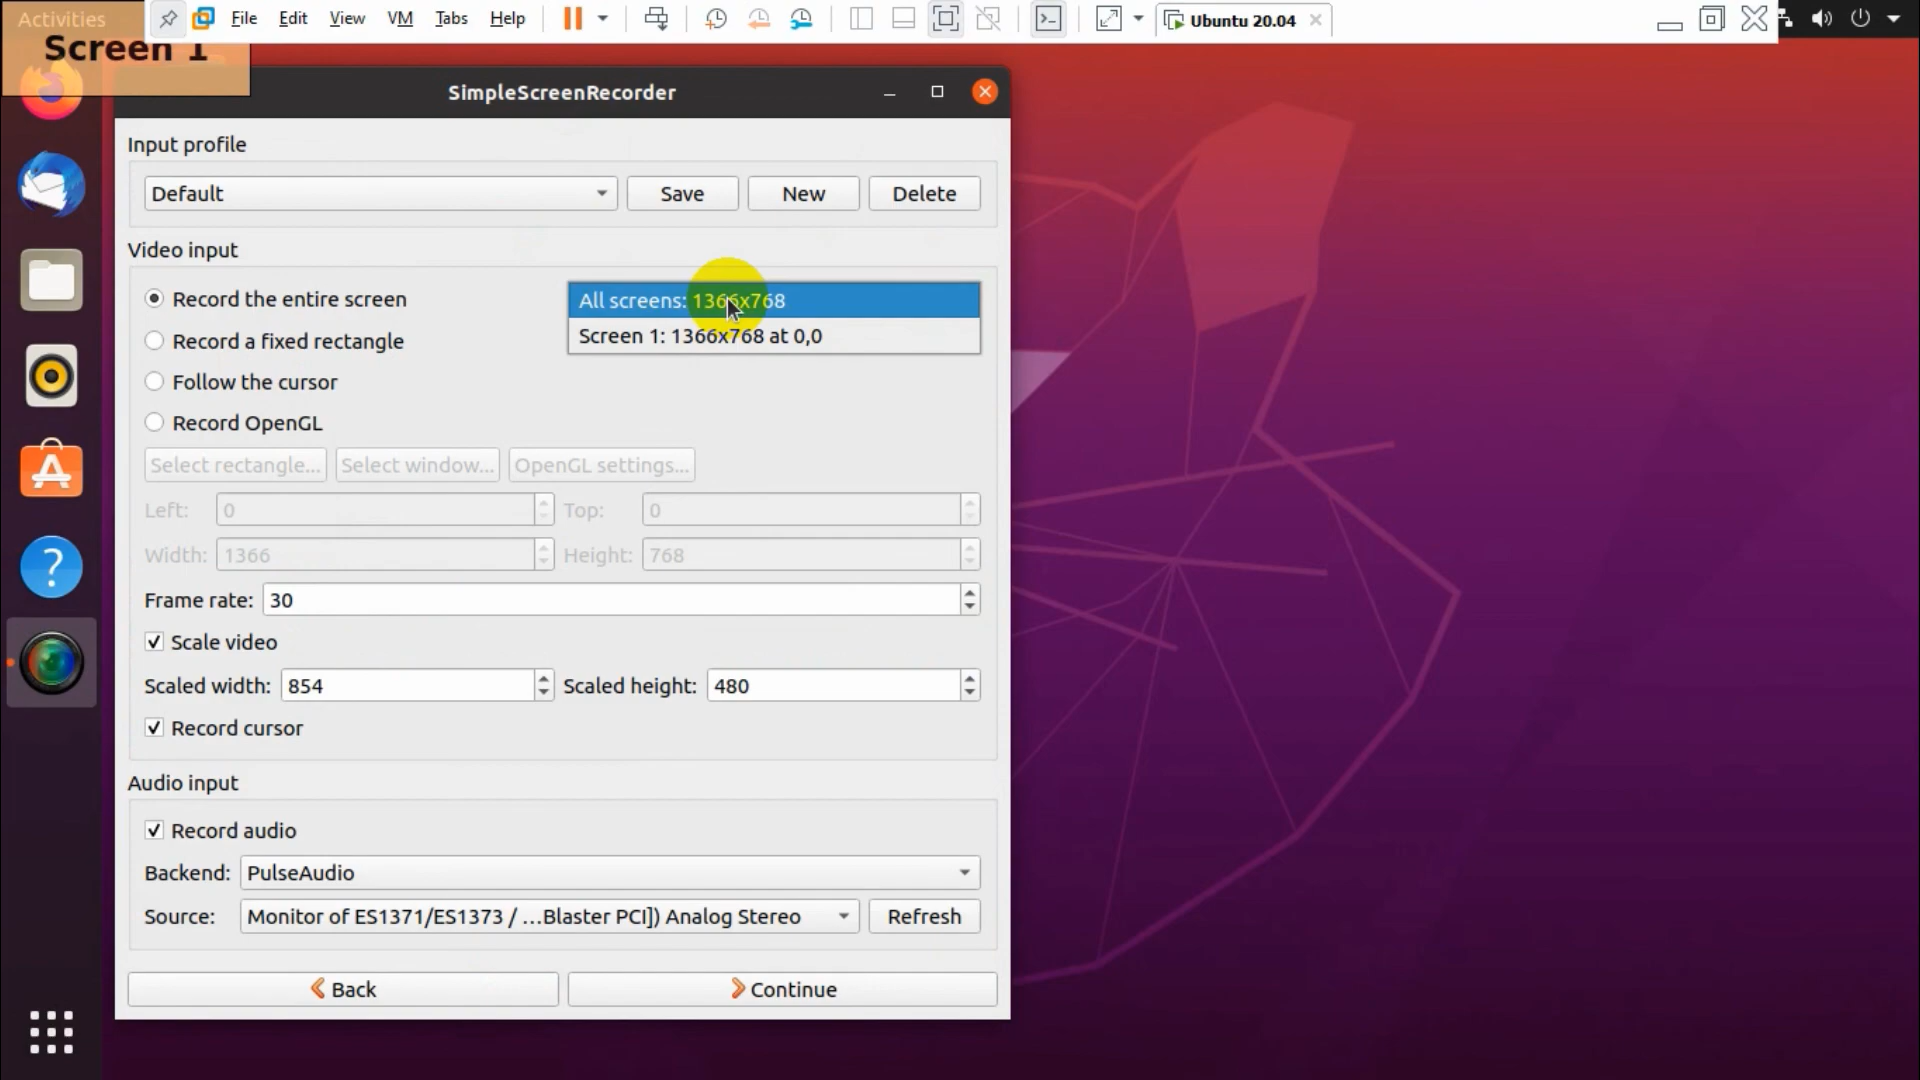 Activities
File Edit View VM Tabs Help
Ubuntu 20.04
Screen 1
SimpleScreenRecorder
Input profile
Default Save New Delete
Video input
Record the entire screen
All screens: 1366x768
Record a fixed rectangle
Screen 1: 1366x768 at 0,0
Follow the cursor
Record OpenGL
Select rectangle... Select window... OpenGL settings...
Left: 0 Top: 0
Width: 1366 Height: 768
Frame rate: 30
Scale video
Scaled width: 854 Scaled height: 480
Record cursor
Audio input
Record audio
Backend: PulseAudio
Source: Monitor of ES1371/ES1373 / ...Blaster PCI]) Analog Stereo Refresh
Back Continue